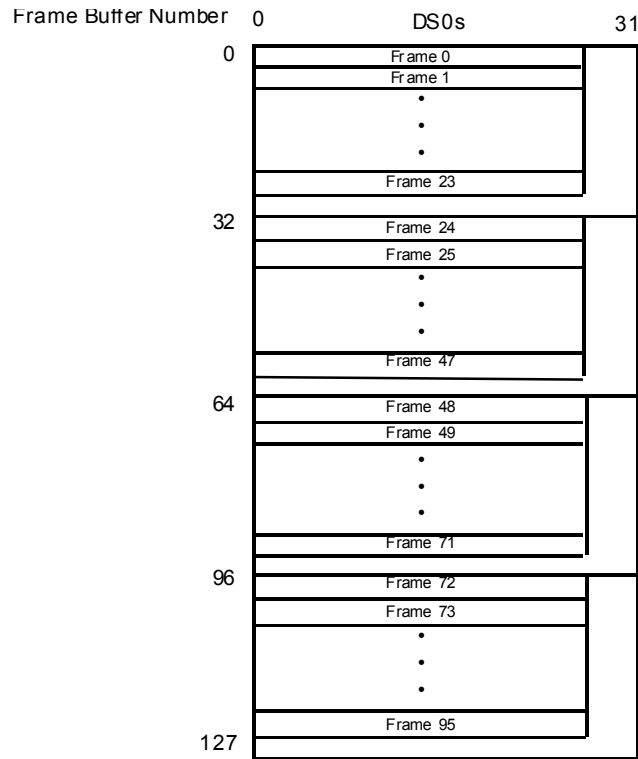 Frame Buffer Number 0 DS0s 31
0
Frame 0
Frame 1
Frame 23
32
Frame 24
Frame 25
Frame 47
64
Frame 48
Frame 49
Frame 71
96
Frame 72
Frame 73
Frame 95
127